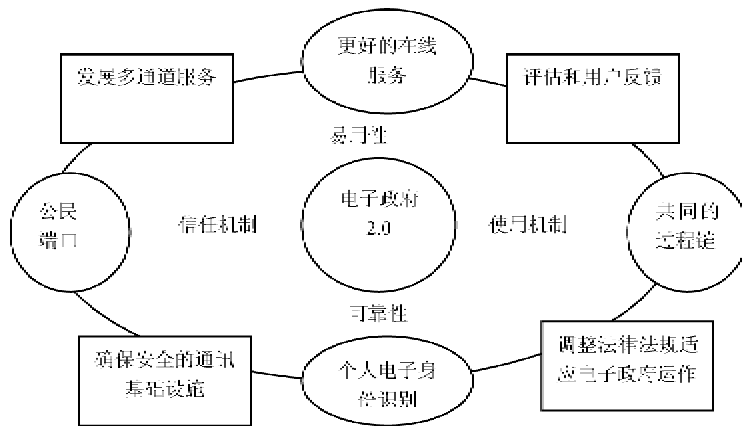 更好的在线
服务
发展多通道服务
评估和用户反馈
易用性
公民
端口
信任机制
电子政府
2.0
使用机制
共同的
过程链
可靠性
确保安全的通讯
基础设施
个人电子身
份识别
调整法律法规适
应电子政府运作